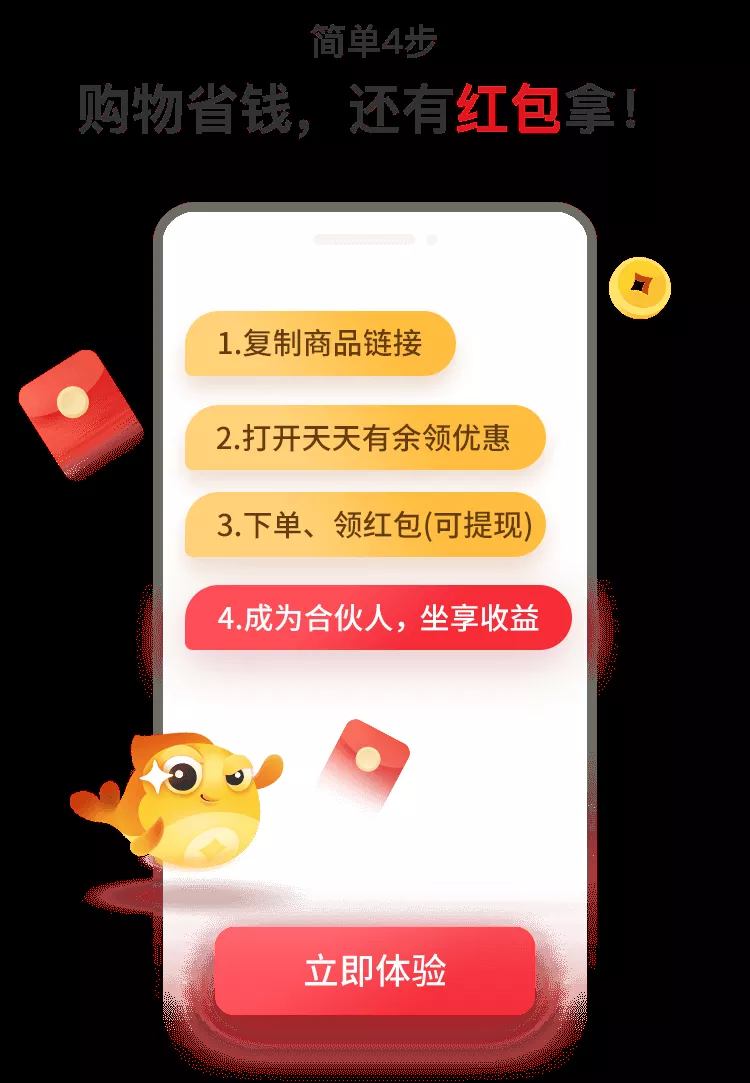 简单4步
购物省钱，还有红包拿！
1.复制商品链接
2.打开天天有余领优惠
3.下单、领红包(可提现)
4.成为合伙人，坐享收益
立即体验